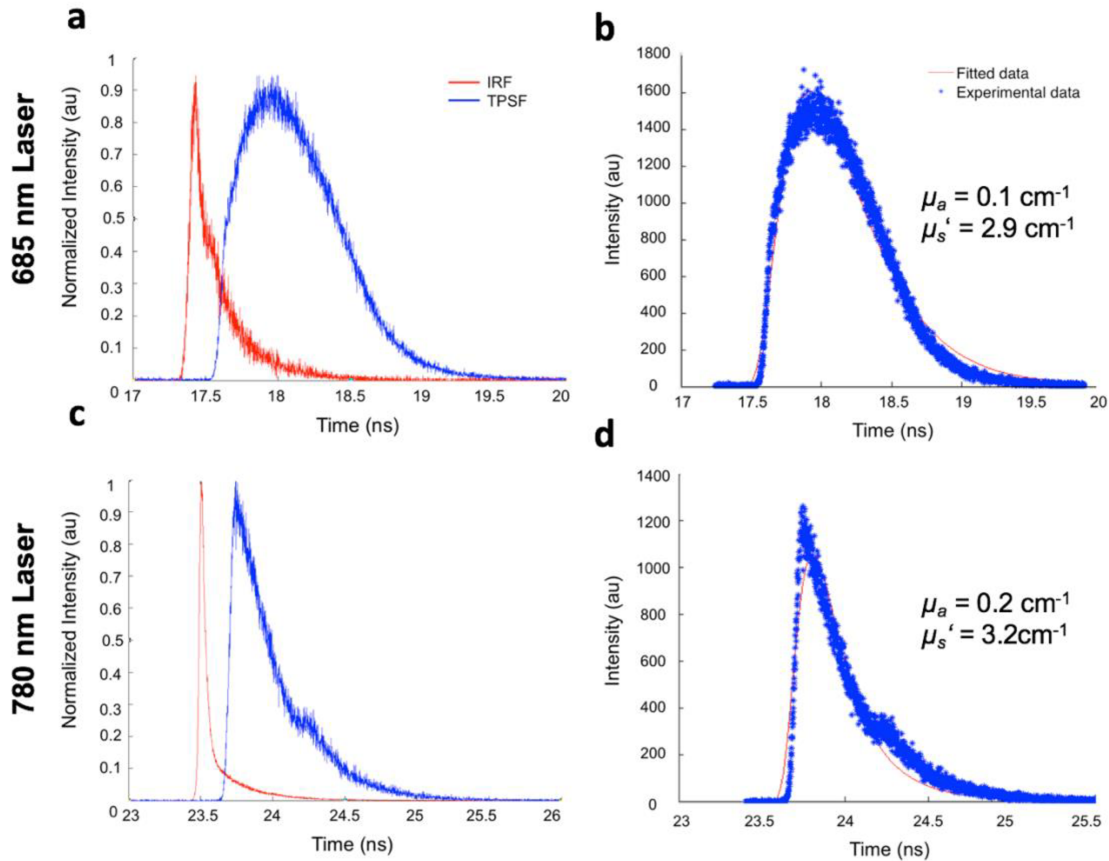 685 nm Laser
a
1
0.9
0.8
0.7
0.6
0.5
0.4
0.3
0.2
0.1
0
Normalized Intensity (au)
IRF
TPSF
17 17.5 18 18.5 19 19.5 20
Time (ns)
b
1800
1600
1400
1200
1000
800
600
400
200
0
Intensity (au)
Fitted data
Experimental data
μa = 0.1 cm-1
μs‘ = 2.9 cm-1
17 17.5 18 18.5 19 19.5 20
Time (ns)
780 nm Laser
c
1
0.9
0.8
0.7
0.6
0.5
0.4
0.3
0.2
0.1
0
Normalized Intensity (au)
23 23.5 24 24.5 25 25.5 26
Time (ns)
d
1400
1200
1000
800
600
400
200
0
Intensity (au)
μa = 0.2 cm-1
μs‘ = 3.2cm-1
23 23.5 24 24.5 25 25.5
Time (ns)